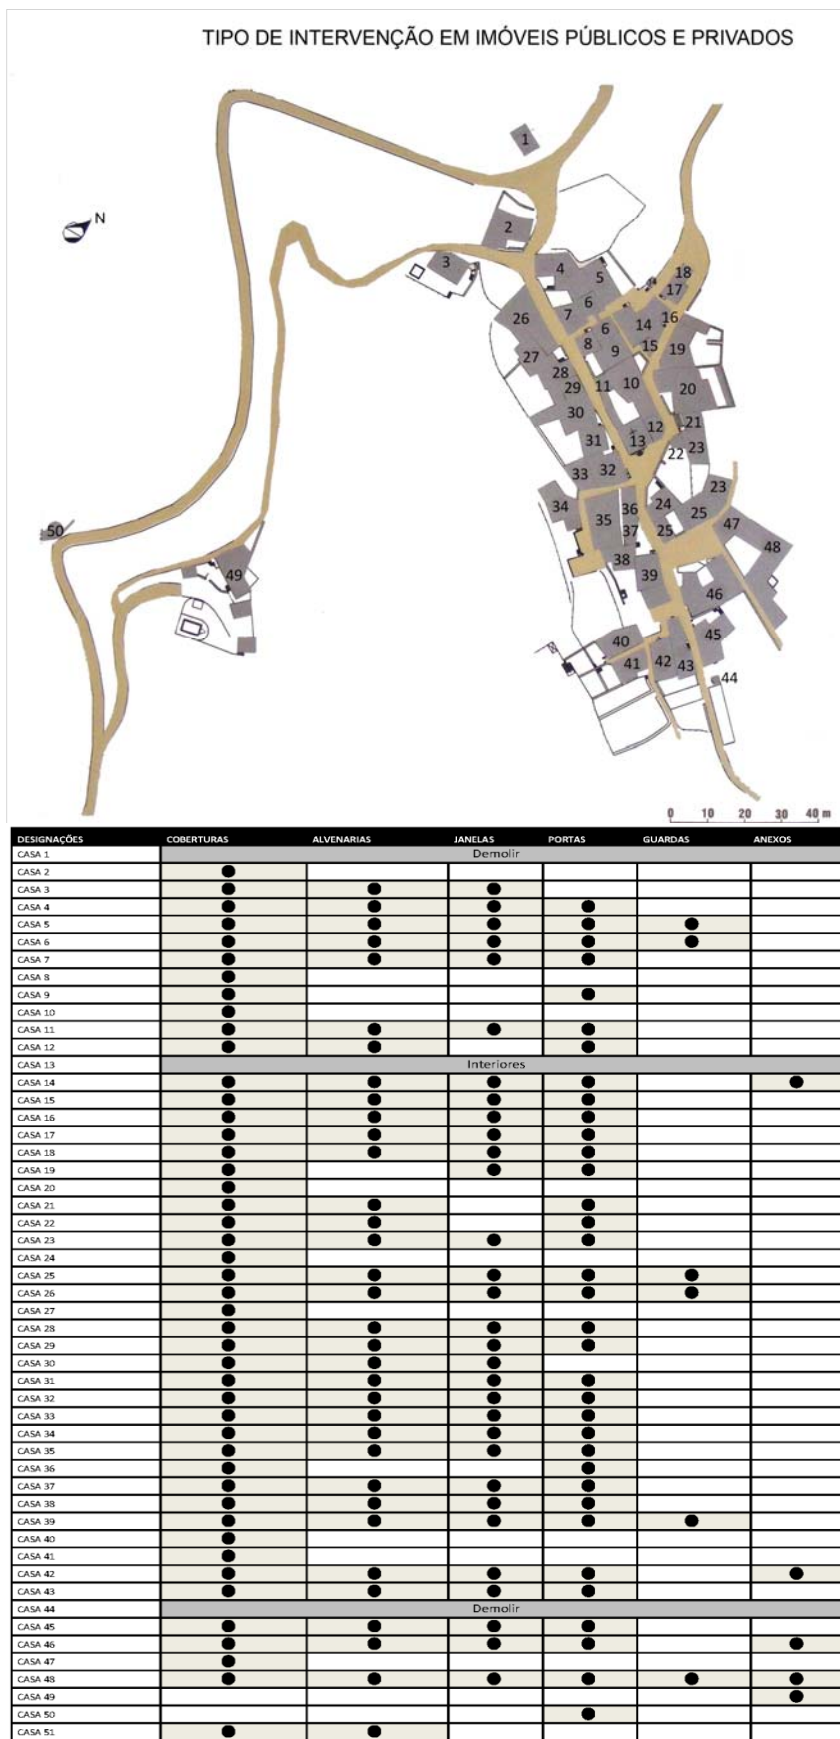 TIPO DE INTERVENÇÃO EM IMÓVEIS PÚBLICOS E PRIVADOS
1
N
2
3
4
5
18
17
6
26
7
6
14
16
8
15
27
9
19
28
10
29
11
20
30
12
21
31
13
23
22
33
32
23
34
36
24
25
35
47
50
37
25
48
38
49
39
46
40
45
41
42
43
44
0 10 20 30 40 m
DESIGNAÇÕES COBERTURAS ALVENARIAS JANELAS PORTAS GUARDAS ANEXOS
CASA 1 Demolir
CASA 2 ●
CASA 3 ● ● ●
CASA 4 ● ● ● ●
CASA 5 ● ● ● ● ●
CASA 6 ● ● ● ● ●
CASA 7 ● ● ● ●
CASA 8 ●
CASA 9 ● ●
CASA 10 ●
CASA 11 ● ● ● ●
CASA 12 ● ● ●
CASA 13 Interiores
CASA 14 ● ● ● ● ●
CASA 15 ● ● ● ●
CASA 16 ● ● ● ●
CASA 17 ● ● ● ●
CASA 18 ● ● ● ●
CASA 19 ● ● ●
CASA 20 ●
CASA 21 ● ● ●
CASA 22 ● ● ●
CASA 23 ● ● ● ●
CASA 24 ●
CASA 25 ● ● ● ● ●
CASA 26 ● ● ● ● ●
CASA 27 ●
CASA 28 ● ● ● ●
CASA 29 ● ● ● ●
CASA 30 ● ● ●
CASA 31 ● ● ● ●
CASA 32 ● ● ● ●
CASA 33 ● ● ● ●
CASA 34 ● ● ● ●
CASA 35 ● ● ● ●
CASA 36 ● ●
CASA 37 ● ● ● ●
CASA 38 ● ● ● ●
CASA 39 ● ● ● ● ●
CASA 40 ●
CASA 41 ●
CASA 42 ● ● ● ● ●
CASA 43 ● ● ● ●
CASA 44 Demolir
CASA 45 ● ● ● ●
CASA 46 ● ● ● ● ●
CASA 47 ●
CASA 48 ● ● ● ● ● ●
CASA 49 ●
CASA 50 ●
CASA 51 ● ●